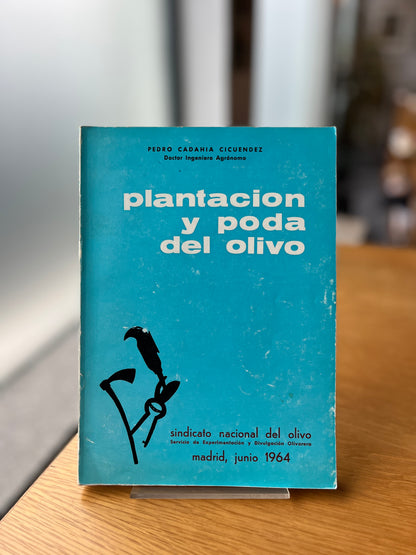 PEDRO CADAHIA CICUENDEZ
Doctor Ingeniero Agrónomo
plantacion
y poda
del olivo
sindicato nacional del olivo
Servicio de Experimentación y Divulgación Olivarera
madrid, junio 1964